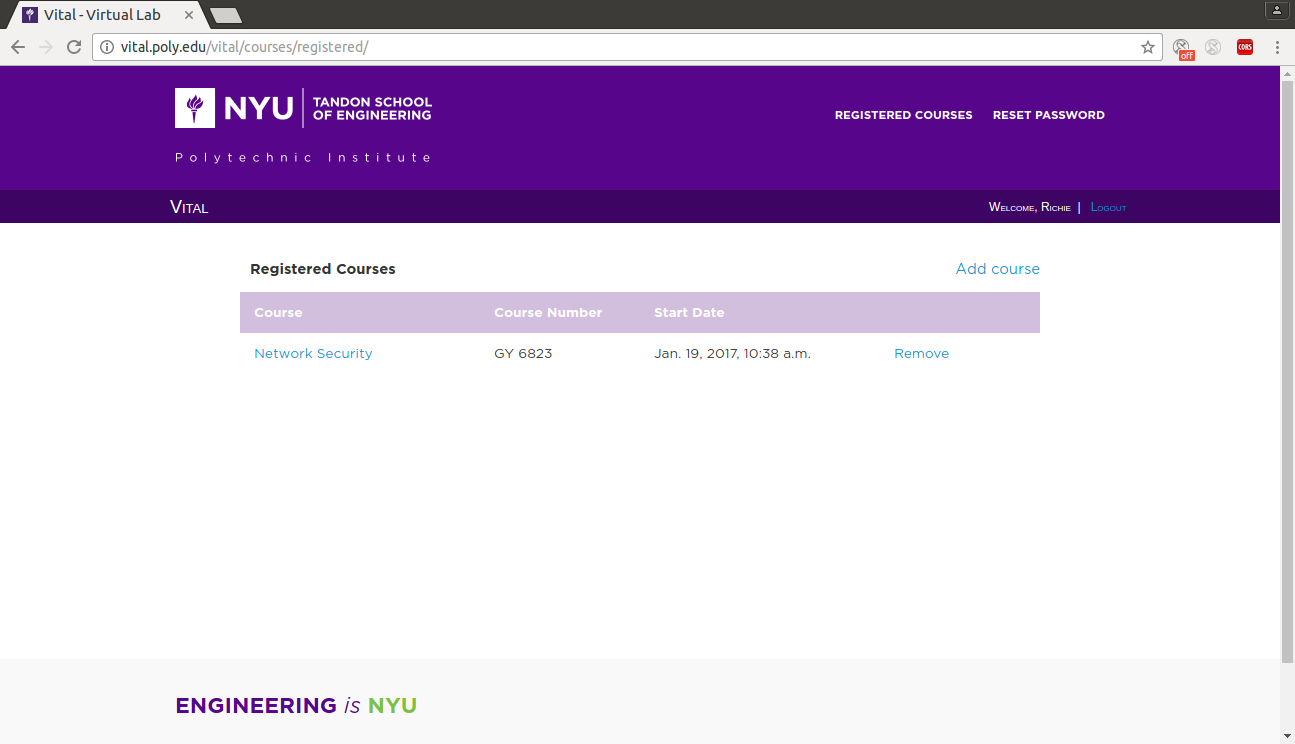 Vital - Virtual Lab
vital.poly.edu/vital/courses/registered/
off
CORS
NYU
TANDON SCHOOL
OF ENGINEERING
Polytechnic Institute
REGISTERED COURSES RESET PASSWORD
Vital
Welcome, Richie | Logout
Registered Courses
Add course
Course Course Number Start Date
Network Security GY 6823 Jan. 19, 2017, 10:38 a.m. Remove
ENGINEERING is NYU